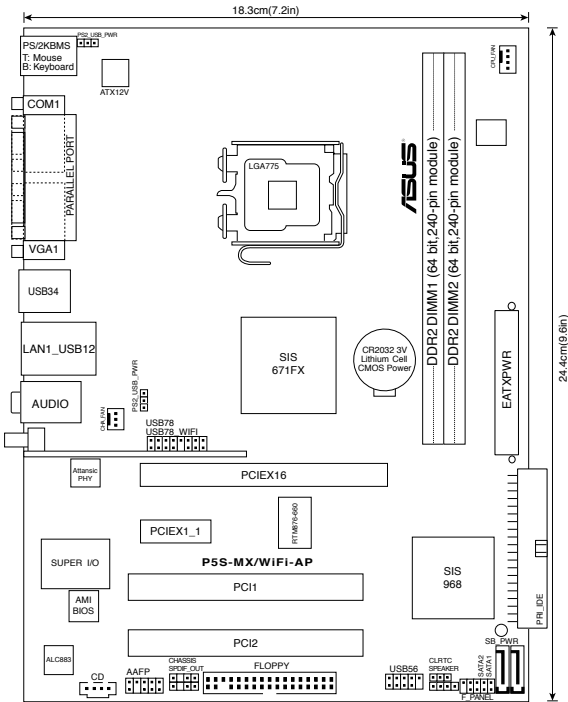 18.3cm(7.2in)
PS/2KBMS
T: Mouse
B: Keyboard
PS2_USB_PWR
ATX12V
CPU_FAN
COM1
PARALLEL PORT
VGA1
LGA775
ASUS®
DDR2 DIMM1 (64 bit,240-pin module)
DDR2 DIMM2 (64 bit,240-pin module)
24.4cm(9.6in)
USB34
LAN1_USB12
AUDIO
SIS
671FX
CR2032 3V
Lithium Cell
CMOS Power
EATXPWR
PS2_USB_PWR
CHA_FAN
USB78
USB78_WIFI
Attansic
PHY
PCIEX16
PCIEX1_1
RTM876-660
P5S-MX/WiFi-AP
SUPER I/O
AMI
BIOS
PCI1
SIS
968
PRI_IDE
PCI2
ALC883
CD
AAFP
CHASSIS
SPDIF_OUT
FLOPPY
USB56
CLRTC
SPEAKER
SATA2
SATA1
SB_PWR
F_PANEL